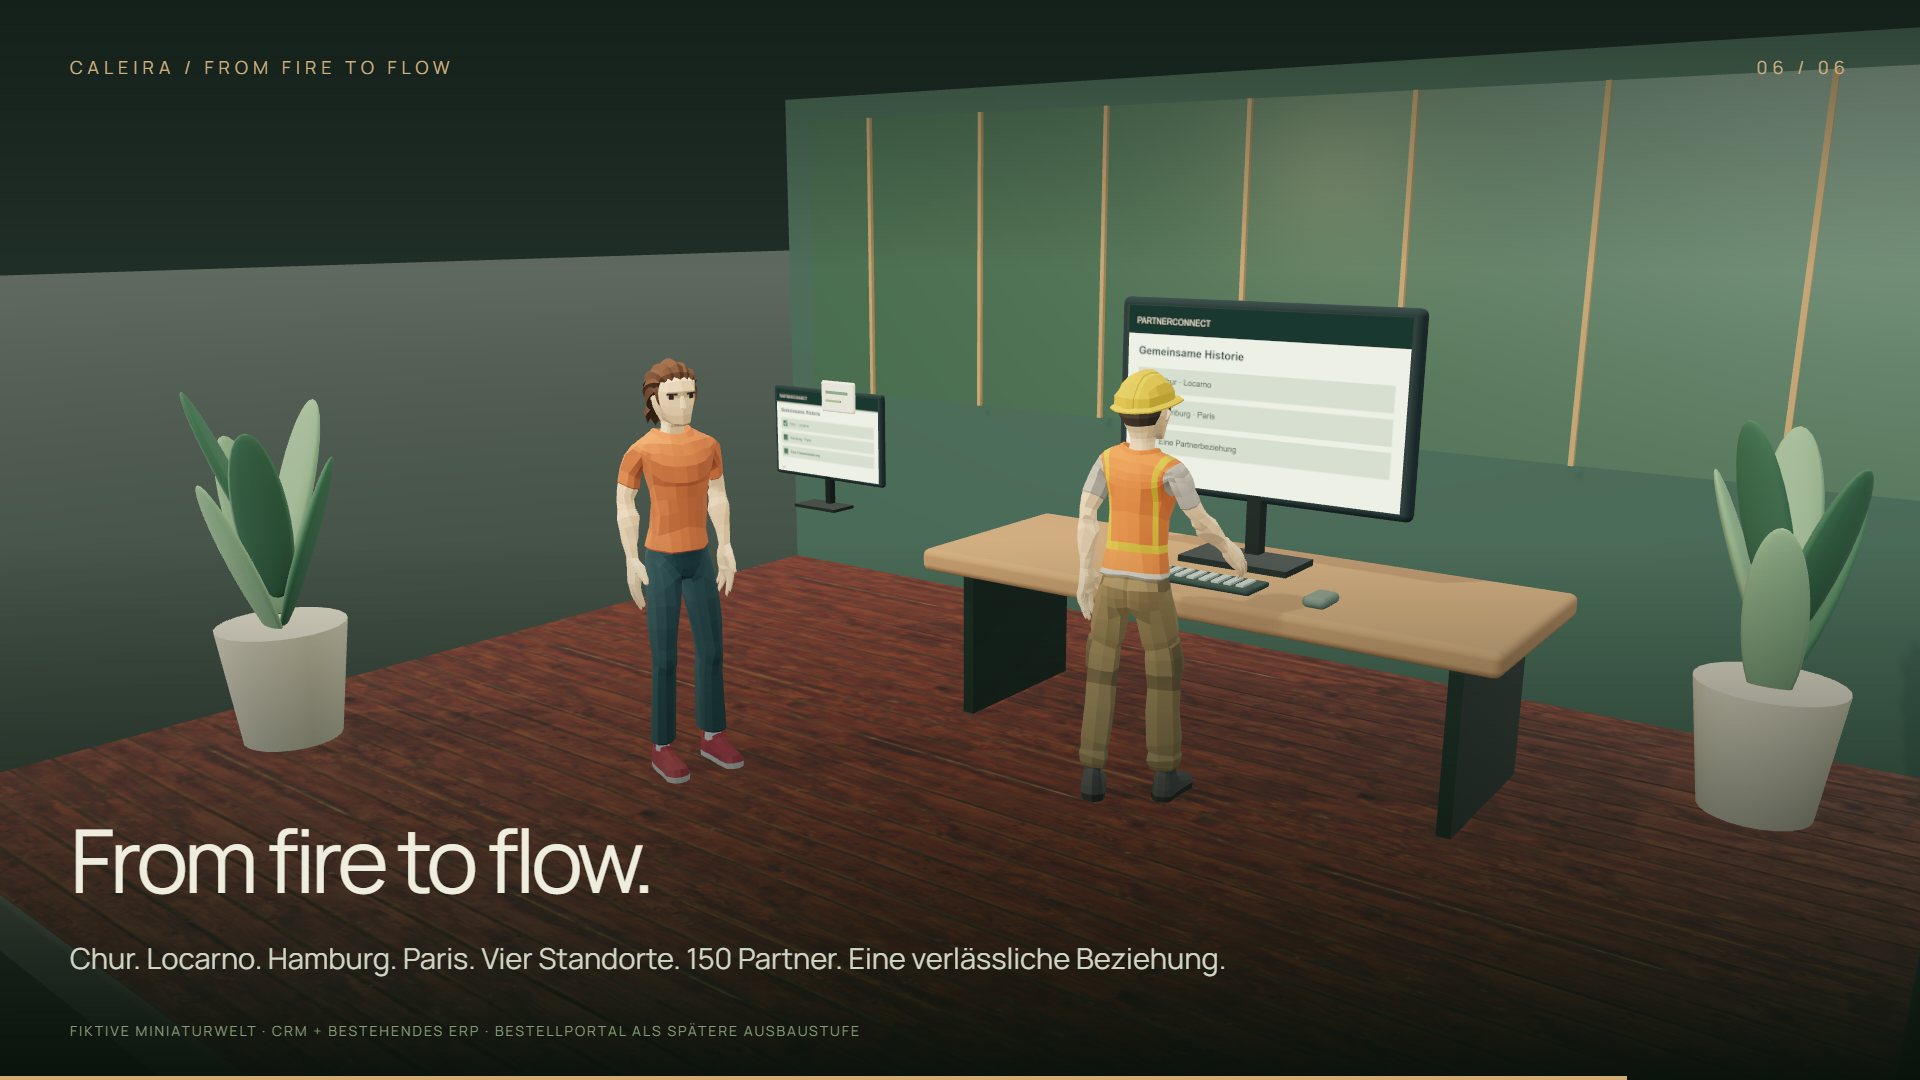 CALEIRA / FROM FIRE TO FLOW
06 / 06
PARTNERCONNECT
Gemeinsame Historie
· Locarno
· Paris
Eine Partnerbeziehung
From fire to flow.
Chur. Locarno. Hamburg. Paris. Vier Standorte. 150 Partner. Eine verlässliche Beziehung.
FIKTIVE MINIATURWELT · CRM + BESTEHENDES ERP · BESTELLPORTAL ALS SPÄTERE AUSBAUSTUFE